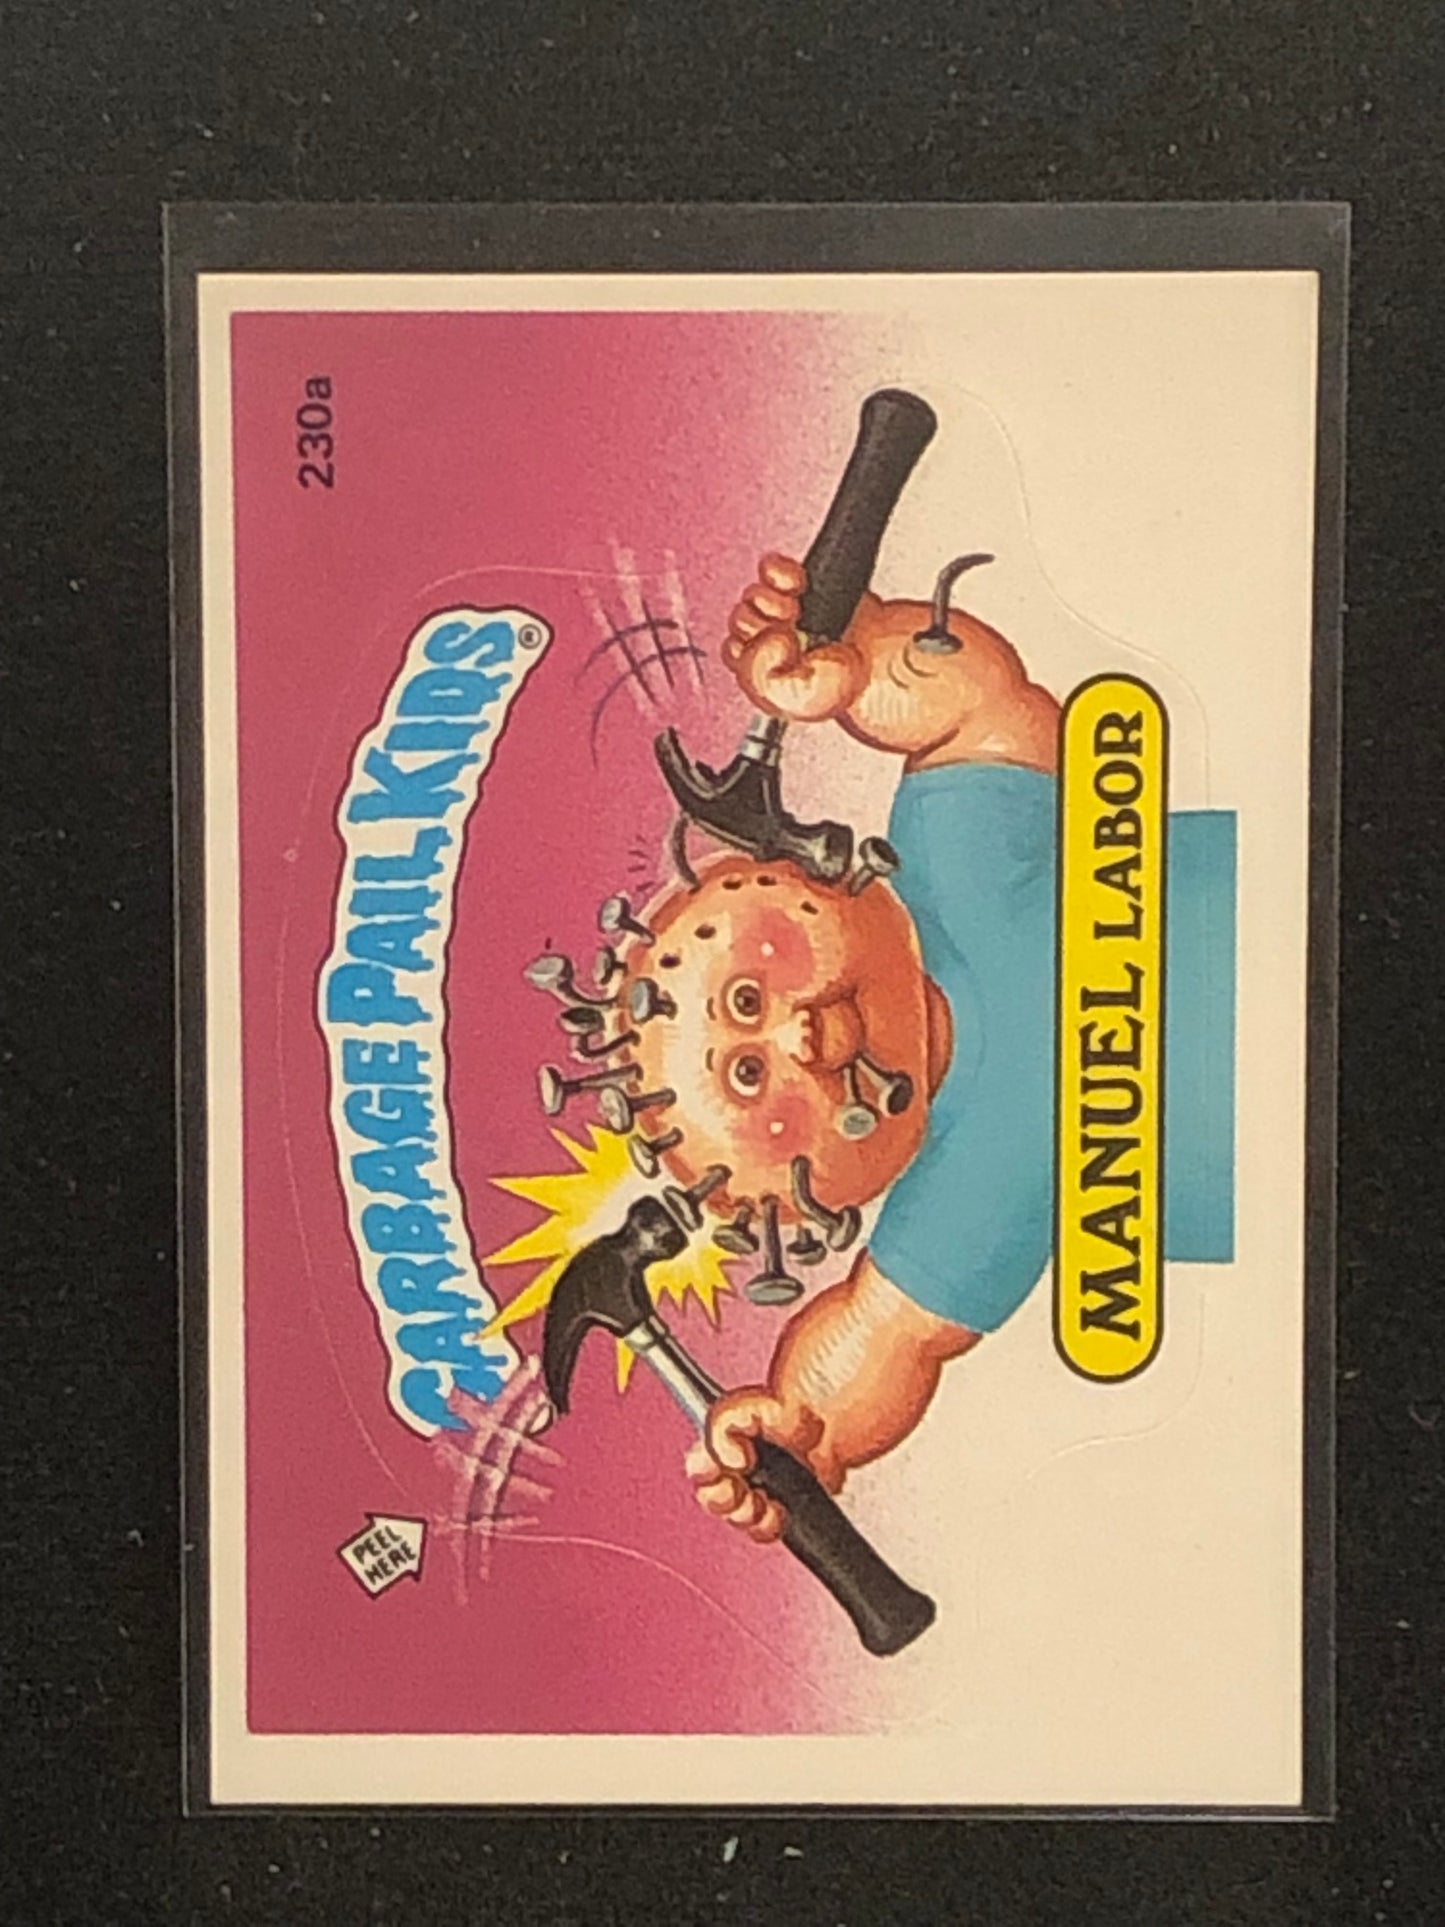 230a
GARBAGE PAIL KIDS®
PEEL
HERE
MANUEL LABOR